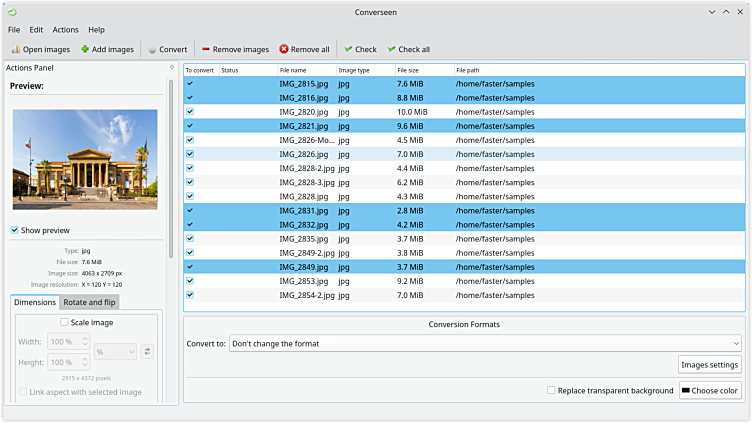 Converseen
File Edit Actions Help
Open images Add images Convert Remove images Remove all Check Check all
Actions Panel
Preview:
Show preview
Type: jpg
File size: 7.6 MiB
Image size: 4063 x 2709 px
Image resolution: X = 120 Y = 120
Dimensions Rotate and flip
Scale image
Width: 100 % %
Height: 100 %
2915 x 4372 pixels
Link aspect with selected image
To convert Status File name Image type File size File path
IMG_2815.jpg jpg 7.6 MiB /home/faster/samples
IMG_2816.jpg jpg 8.8 MiB /home/faster/samples
IMG_2820.jpg jpg 10.0 MiB /home/faster/samples
IMG_2821.jpg jpg 9.6 MiB /home/faster/samples
IMG_2826-Mo... jpg 4.5 MiB /home/faster/samples
IMG_2826.jpg jpg 7.0 MiB /home/faster/samples
IMG_2828-2.jpg jpg 4.4 MiB /home/faster/samples
IMG_2828-3.jpg jpg 6.2 MiB /home/faster/samples
IMG_2828.jpg jpg 4.3 MiB /home/faster/samples
IMG_2831.jpg jpg 2.8 MiB /home/faster/samples
IMG_2832.jpg jpg 4.2 MiB /home/faster/samples
IMG_2835.jpg jpg 3.7 MiB /home/faster/samples
IMG_2849-2.jpg jpg 3.8 MiB /home/faster/samples
IMG_2849.jpg jpg 3.7 MiB /home/faster/samples
IMG_2853.jpg jpg 9.2 MiB /home/faster/samples
IMG_2854-2.jpg jpg 7.0 MiB /home/faster/samples
Conversion Formats
Convert to: Don't change the format
Images settings
Replace transparent background Choose color